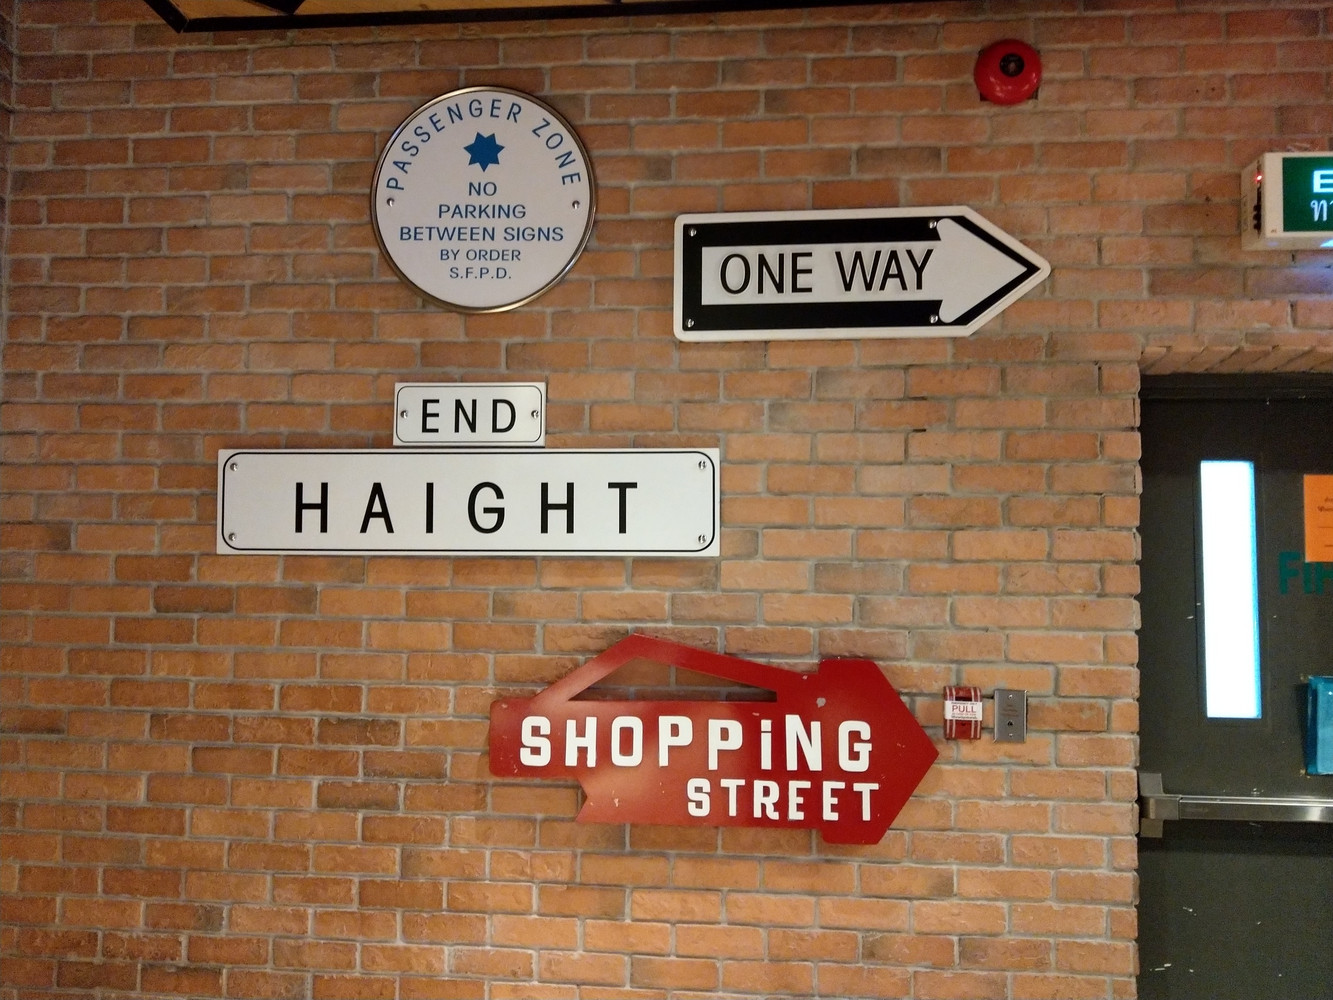 PASSENGER ZONE
NO
PARKING
BETWEEN SIGNS
BY ORDER
S.F.P.D.
ONE WAY
END
HAIGHT
SHOPPiNG
STREET
PULL